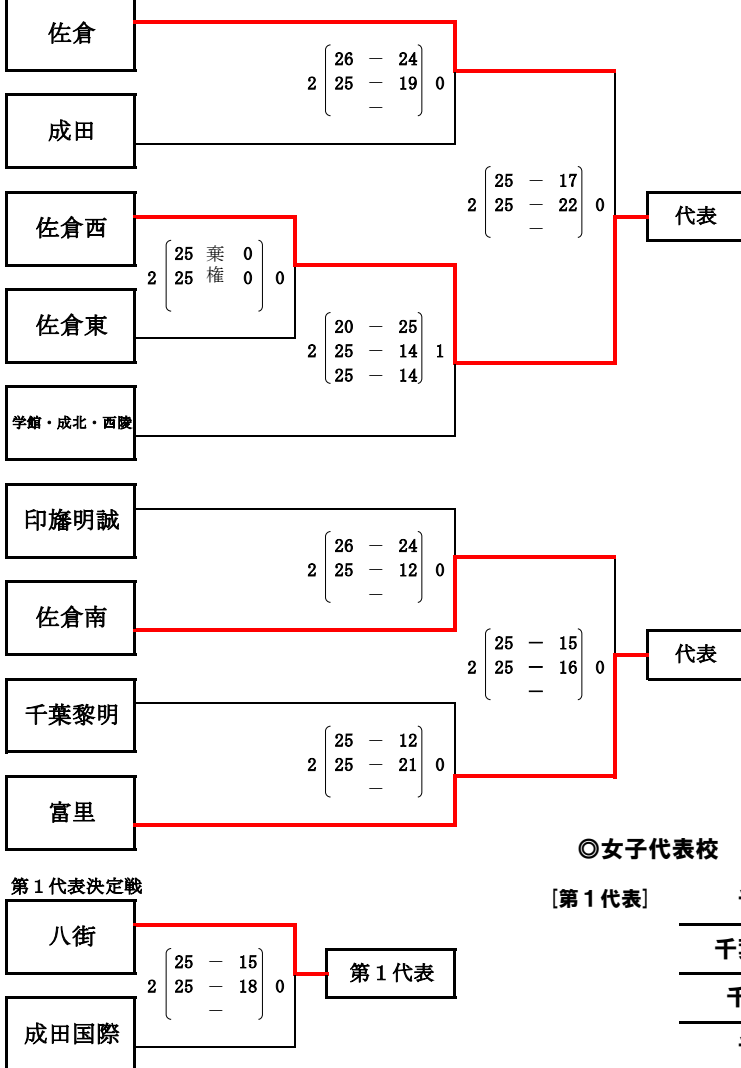 佐倉
26 － 24
2 25 － 19 0
－
成田
25 － 17
2 25 － 22 0
－
代表
佐倉西
25 棄 0
2 25 権 0 0
佐倉東
20 － 25
2 25 － 14 1
25 － 14
学館・成北・西陵
印旛明誠
26 － 24
2 25 － 12 0
－
佐倉南
25 － 15
2 25 － 16 0
－
代表
千葉黎明
25 － 12
2 25 － 21 0
－
富里
◎女子代表校
第１代表決定戦
[第１代表]
八街
25 － 15
2 25 － 18 0
－
第１代表
成田国際